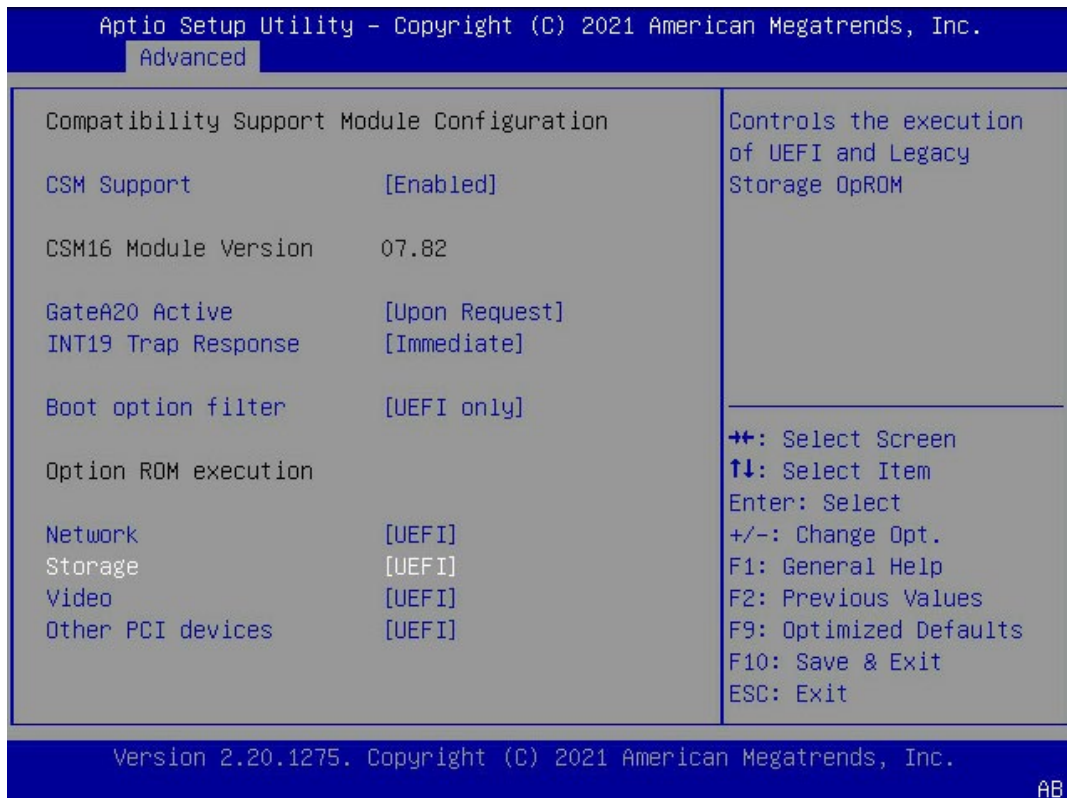 Aptio Setup Utility – Copyright (C) 2021 American Megatrends, Inc.
Advanced
Compatibility Support Module Configuration
CSM Support [Enabled]
CSM16 Module Version 07.82
GateA20 Active [Upon Request]
INT19 Trap Response [Immediate]
Boot option filter [UEFI only]
Option ROM execution
Network [UEFI]
Storage [UEFI]
Video [UEFI]
Other PCI devices [UEFI]
Controls the execution
of UEFI and Legacy
Storage OpROM
→←: Select Screen
↑↓: Select Item
Enter: Select
+/-: Change Opt.
F1: General Help
F2: Previous Values
F9: Optimized Defaults
F10: Save & Exit
ESC: Exit
Version 2.20.1275. Copyright (C) 2021 American Megatrends, Inc.
AB